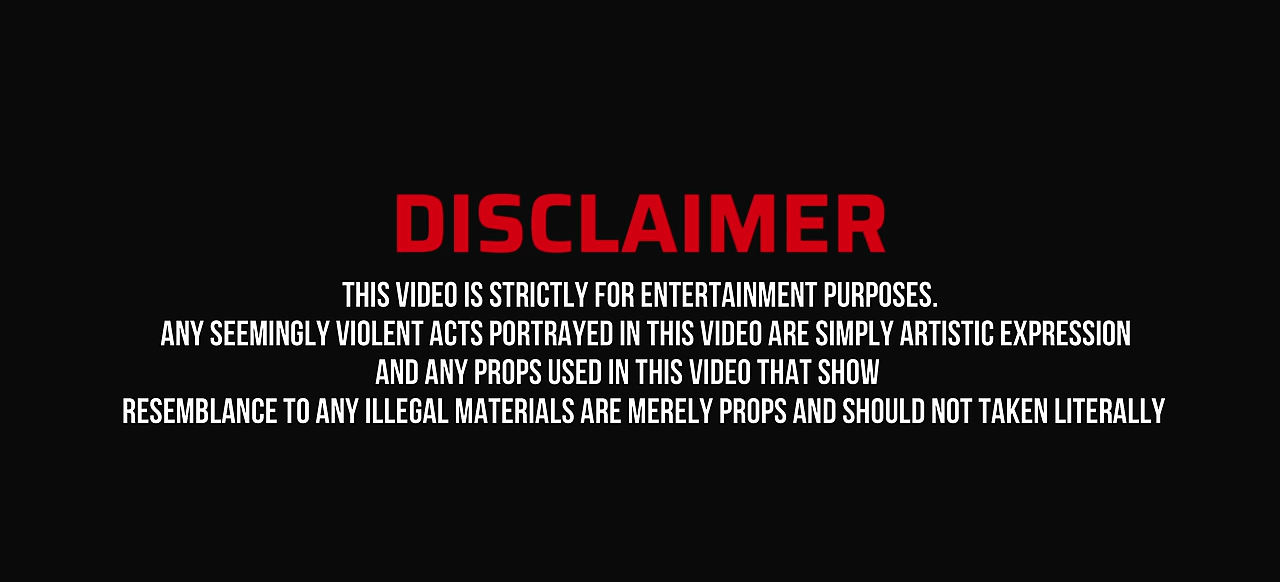 DISCLAIMER
THIS VIDEO IS STRICTLY FOR ENTERTAINMENT PURPOSES.
ANY SEEMINGLY VIOLENT ACTS PORTRAYED IN THIS VIDEO ARE SIMPLY ARTISTIC EXPRESSION
AND ANY PROPS USED IN THIS VIDEO THAT SHOW
RESEMBLANCE TO ANY ILLEGAL MATERIALS ARE MERELY PROPS AND SHOULD NOT TAKEN LITERALLY